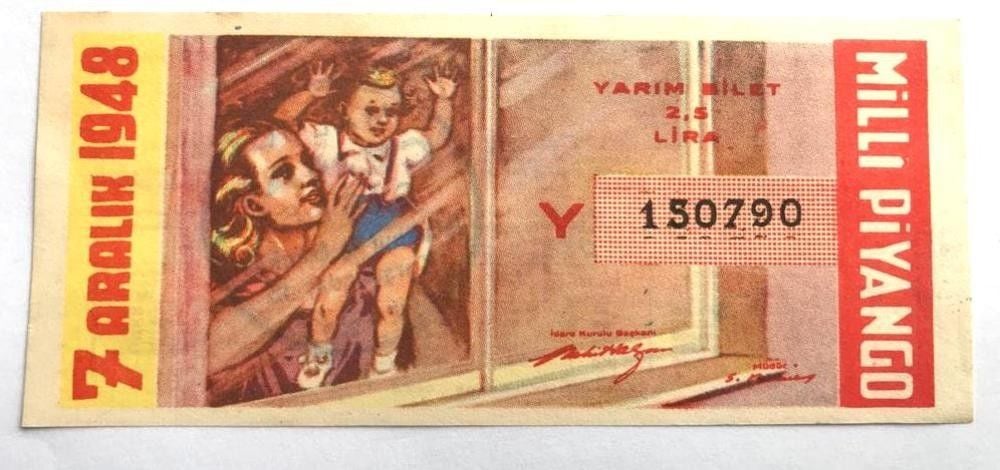 7 ARALIK 1948
YARIM BİLET
2,5
LİRA
Y 150790
İdare Kurulu Başkanı
Müdür
MİLLİ PİYANGO